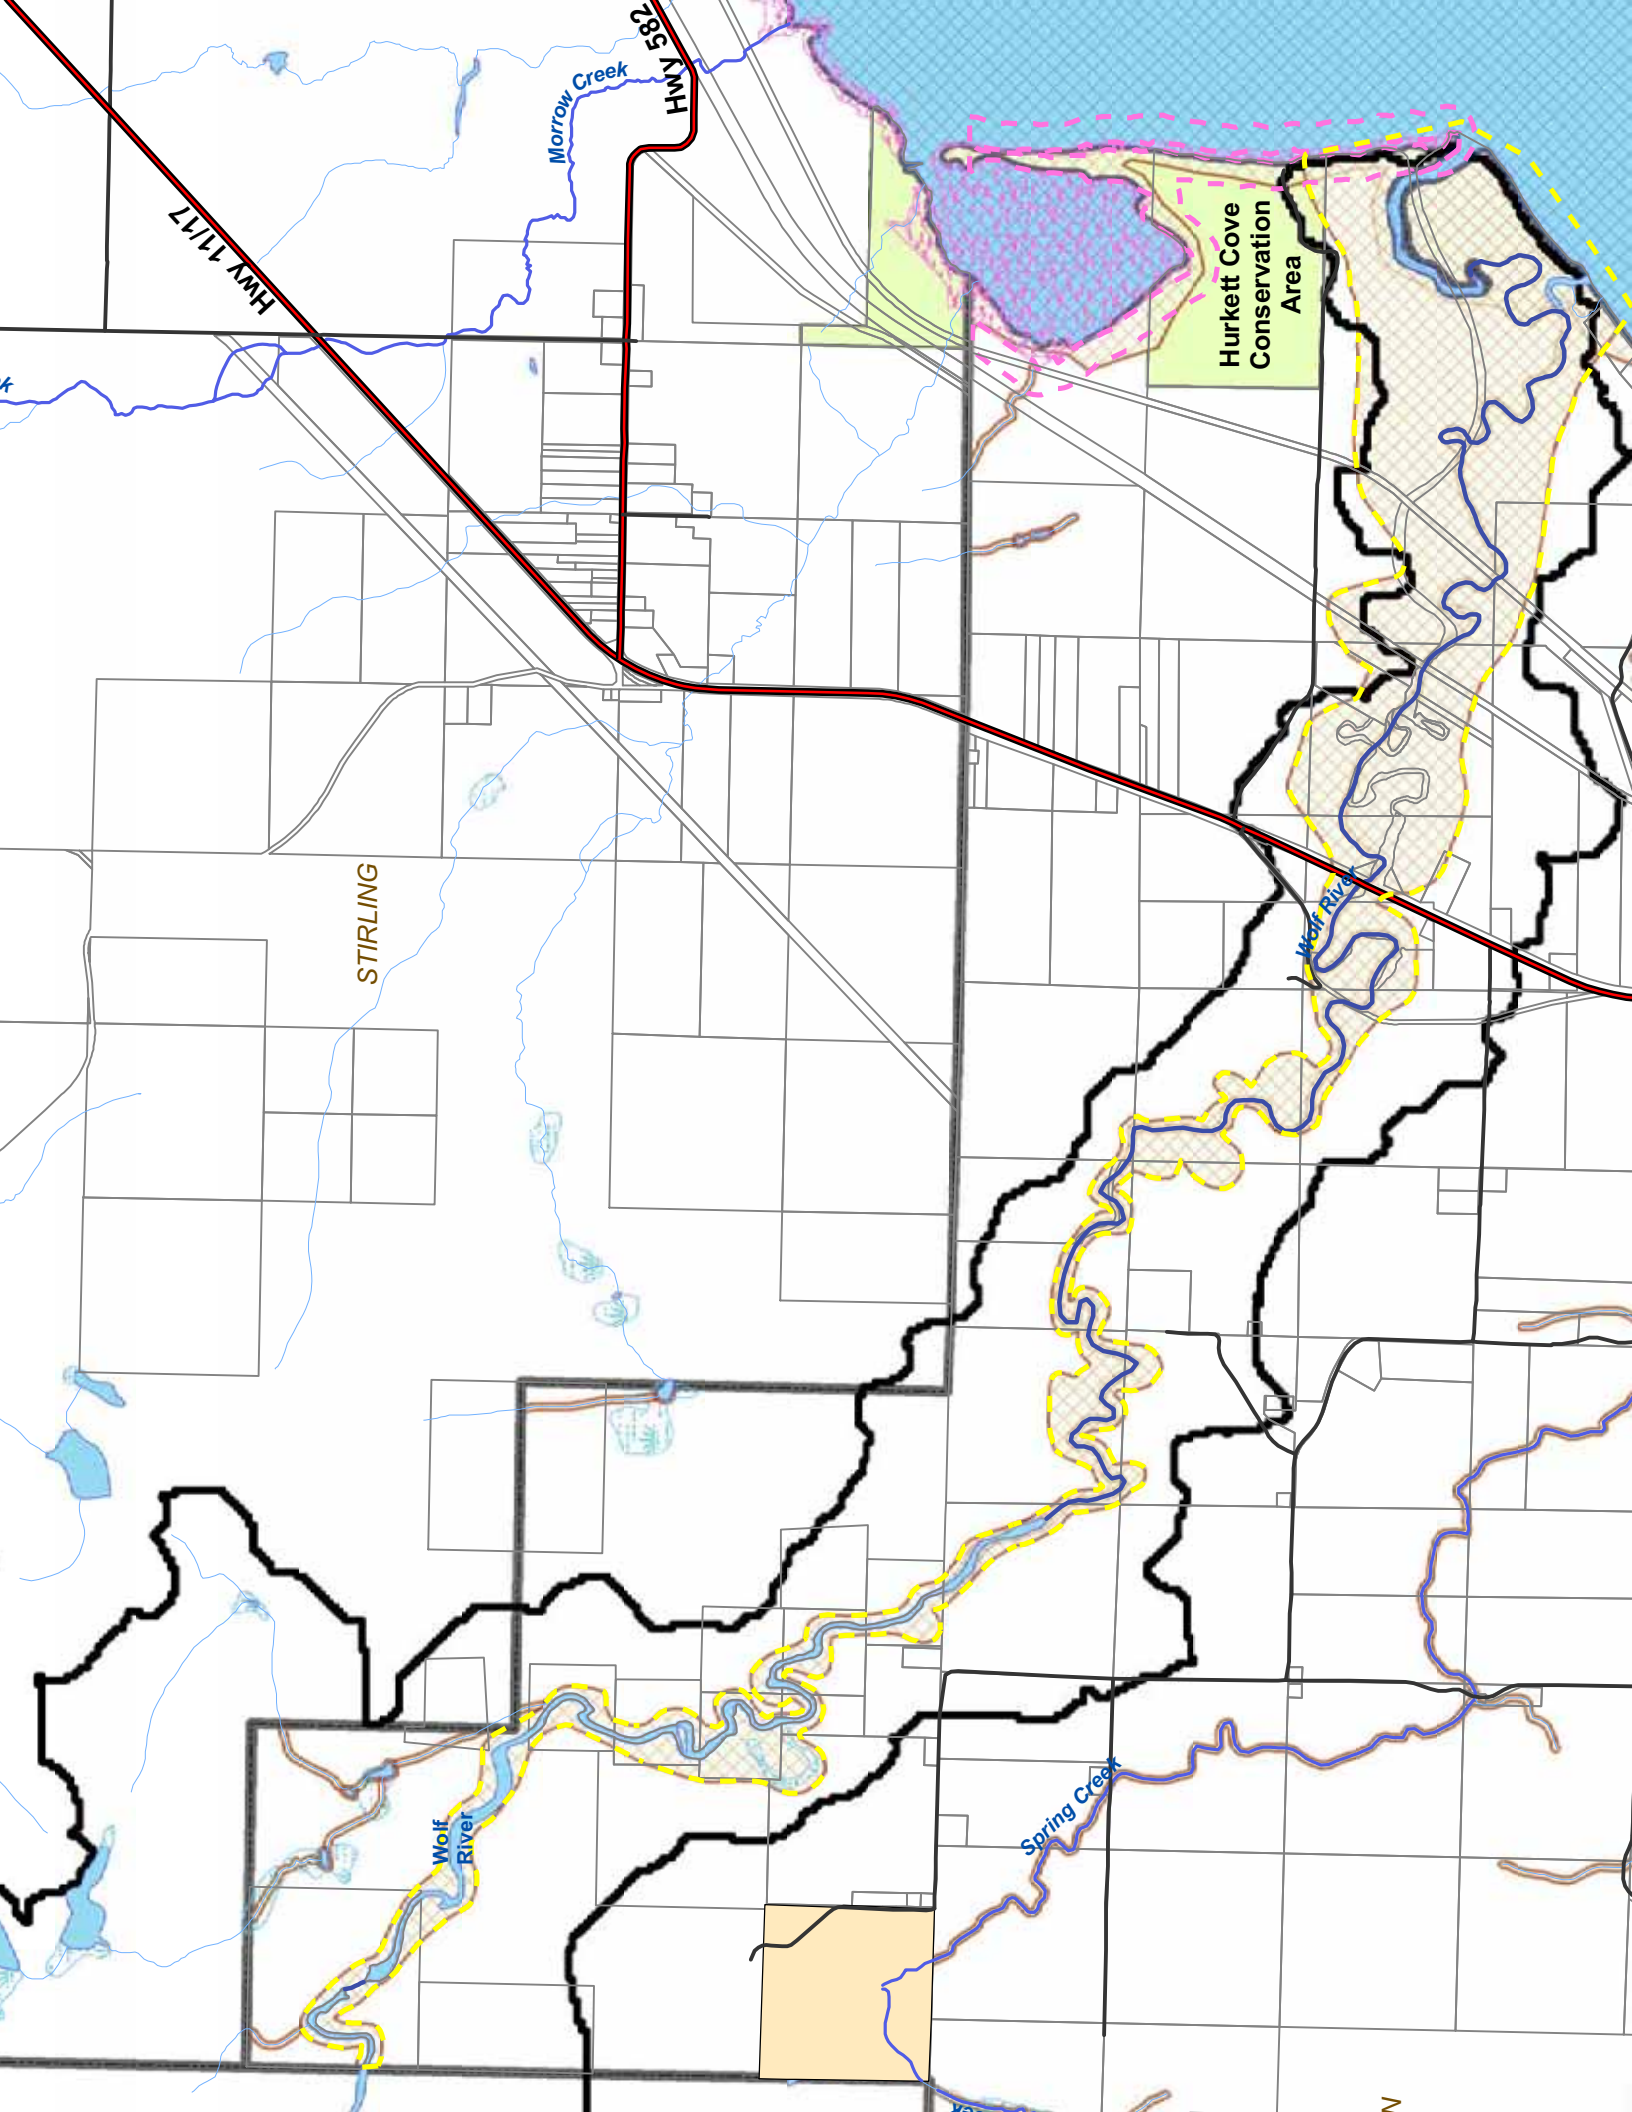 Hwy 582
Morrow Creek
Hwy 11/17
Hurkett Cove
Conservation
Area
STIRLING
Wolf River
Wolf
River
Spring Creek